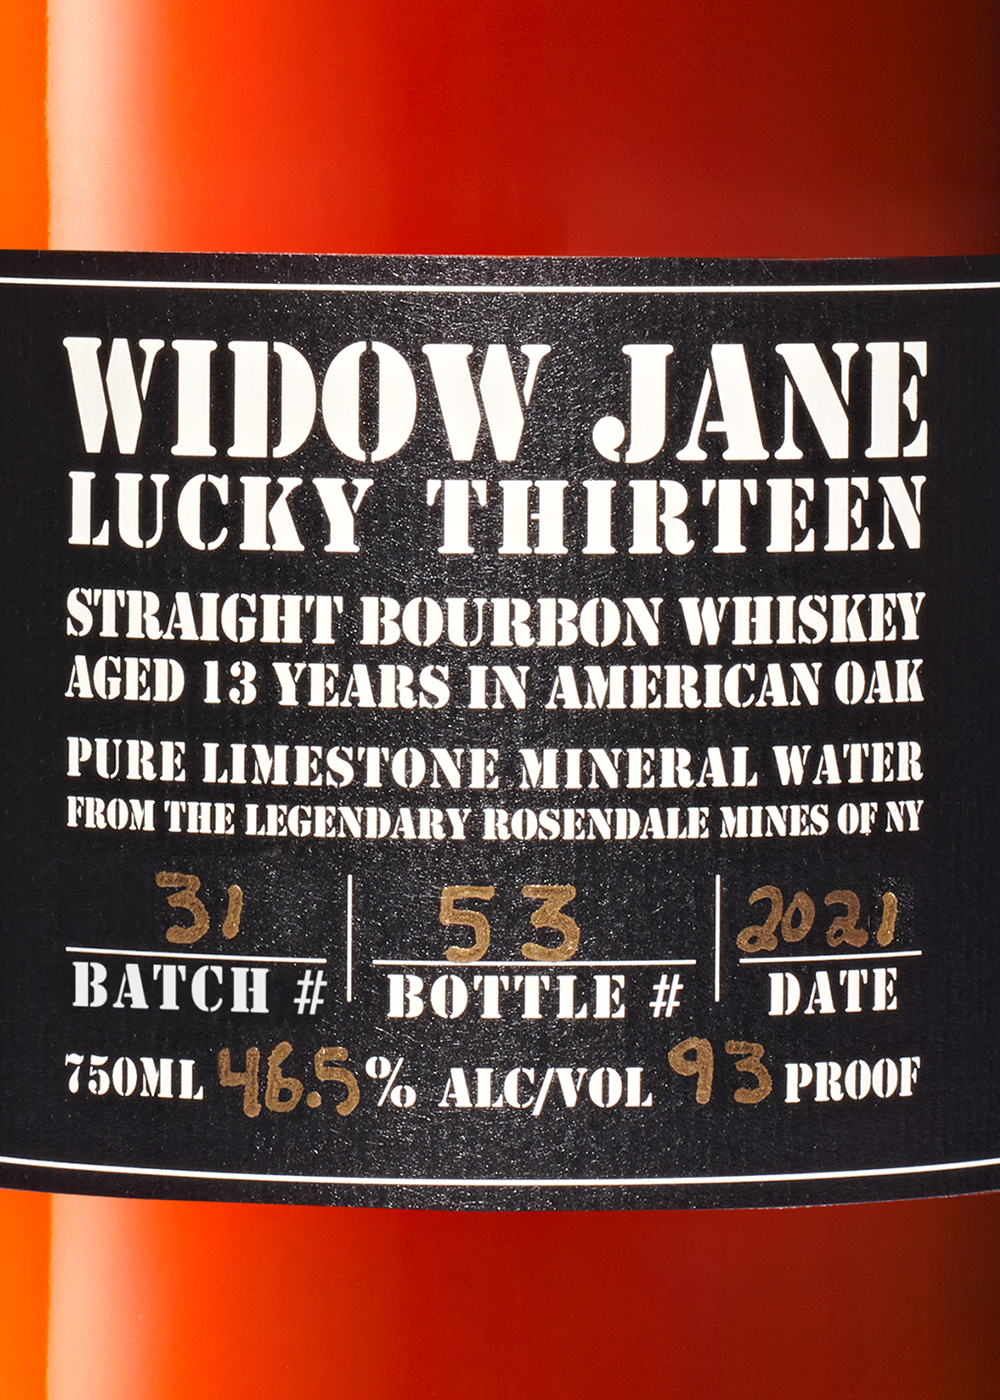 WIDOW JANE
LUCKY THIRTEEN
STRAIGHT BOURBON WHISKEY
AGED 13 YEARS IN AMERICAN OAK
PURE LIMESTONE MINERAL WATER
FROM THE LEGENDARY ROSENDALE MINES OF NY
31 53 2021
BATCH # BOTTLE # DATE
750ML 46.5% ALC/VOL 93 PROOF